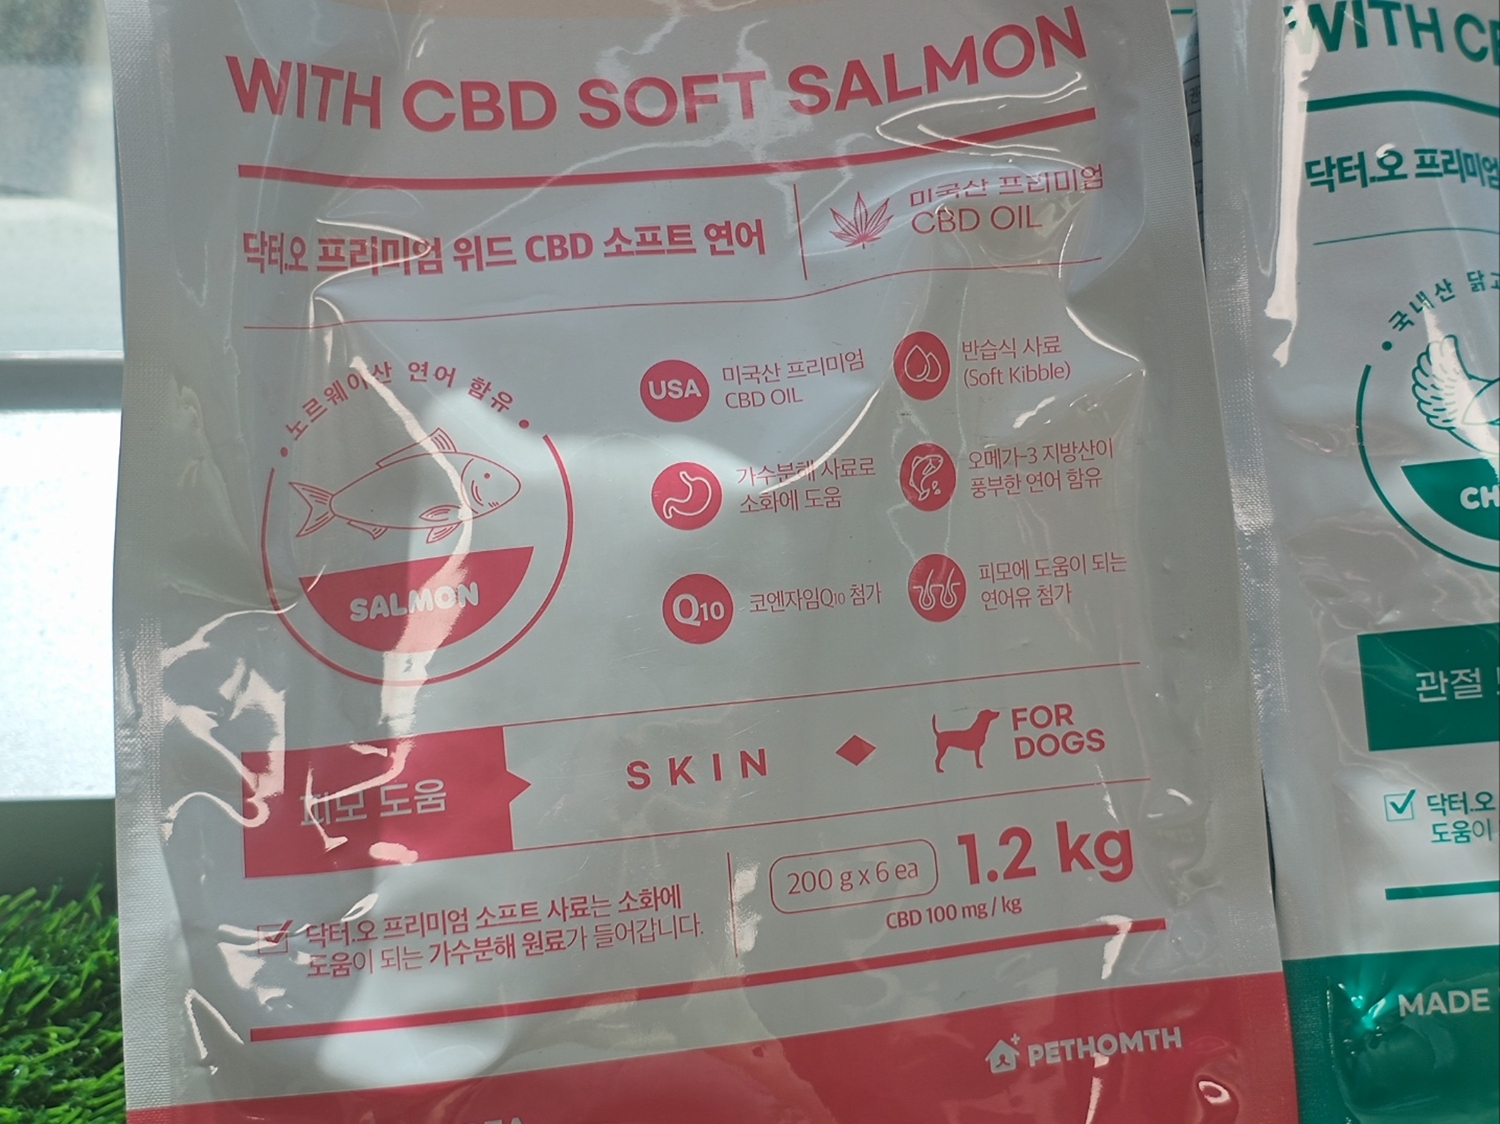 WITH CBD SOFT SALMON
닥터.오 프리미엄 위드 CBD 소프트 연어
미국산 프리미엄
CBD OIL
노르웨이산 연어 함유
SALMON
USA
미국산 프리미엄
CBD OIL
반습식 사료
(Soft Kibble)
가수분해 사료로
소화에 도움
오메가-3 지방산이
풍부한 연어 함유
Q10
코엔자임Q10 첨가
피모에 도움이 되는
연어유 첨가
피모 도움
SKIN
FOR
DOGS
닥터.오 프리미엄 소프트 사료는 소화에
도움이 되는 가수분해 원료가 들어갑니다.
200 g x 6 ea
1.2 kg
CBD 100 mg / kg
PETHOMTH
WITH
닥터.오 프리미엄
국내산
관절
닥터.오
도움이
MADE